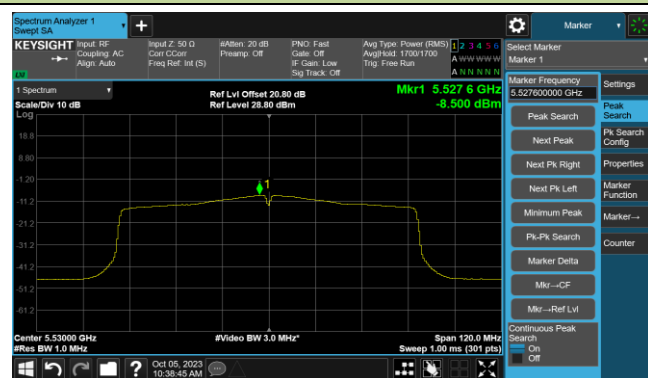 Spectrum Analyzer 1
Swept SA
Marker
KEYSIGHT
Input: RF
Coupling: AC
Align: Auto
Input Z: 50 Ω
Corr CCorr
Freq Ref: Int (S)
#Atten: 20 dB
Preamp: Off
PNO: Fast
Gate: Off
IF Gain: Low
Sig Track: Off
Avg Type: Power (RMS)
Avg|Hold: 1700/1700
Trig: Free Run
1 2 3 4 5 6
A W W W W W
A N N N N N
LVI
Select Marker
Marker 1
1 Spectrum
Scale/Div 10 dB
Log
Ref Lvl Offset 20.80 dB
Ref Level 28.80 dBm
Mkr1 5.527 6 GHz
-8.500 dBm
18.8
8.80
-1.20
-11.2
-21.2
-31.2
-41.2
-51.2
-61.2
1
Center 5.53000 GHz
#Res BW 1.0 MHz
#Video BW 3.0 MHz*
Span 120.0 MHz
Sweep 1.00 ms (301 pts)
Marker Frequency
5.527600000 GHz
Peak Search
Next Peak
Next Pk Right
Next Pk Left
Minimum Peak
Pk-Pk Search
Marker Delta
Mkr→CF
Mkr→Ref Lvl
Continuous Peak
Search
On
Off
Settings
Peak
Search
Pk Search
Config
Properties
Marker
Function
Marker→
Counter
?
Oct 05, 2023
10:38:45 AM